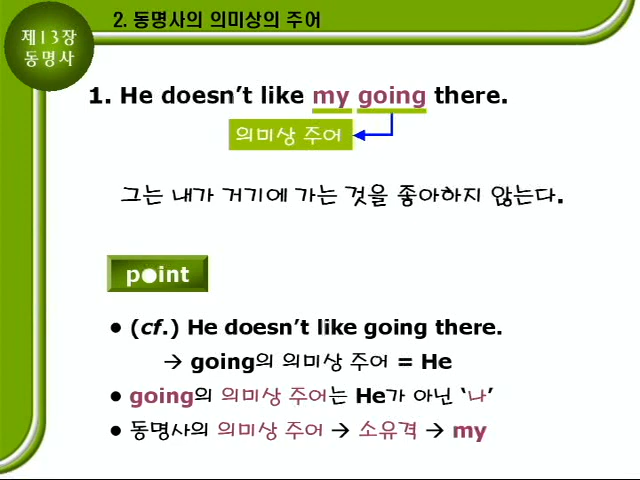 제13장
동명사
2. 동명사의 의미상의 주어
1. He doesn't like my going there.
의미상 주어
그는 내가 거기에 가는 것을 좋아하지 않는다.
point
● (cf.) He doesn't like going there.
→ going의 의미상 주어 = He
● going의 의미상 주어는 He가 아닌 '나'
● 동명사의 의미상 주어 → 소유격 → my